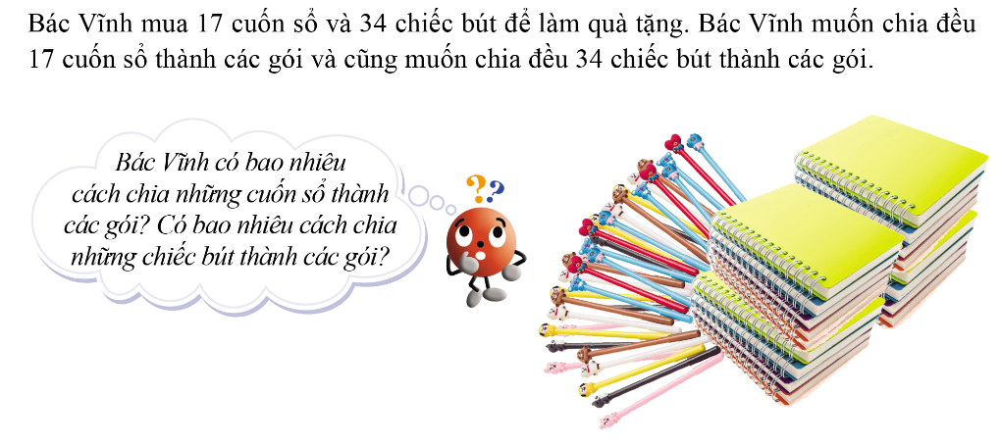 Bác Vĩnh mua 17 cuốn sổ và 34 chiếc bút để làm quà tặng. Bác Vĩnh muốn chia đều
17 cuốn sổ thành các gói và cũng muốn chia đều 34 chiếc bút thành các gói.
Bác Vĩnh có bao nhiêu
cách chia những cuốn sổ thành
các gói? Có bao nhiêu cách chia
những chiếc bút thành các gói?
??